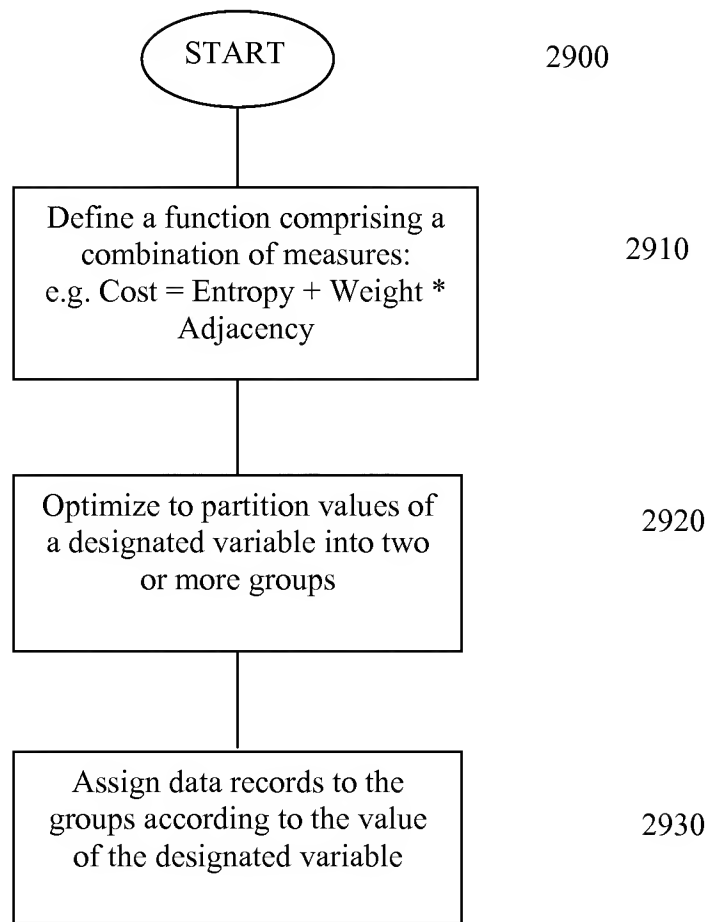 START
2900
Define a function comprising a
combination of measures:
e.g. Cost = Entropy + Weight *
Adjacency
2910
Optimize to partition values of
a designated variable into two
or more groups
2920
Assign data records to the
groups according to the value
of the designated variable
2930